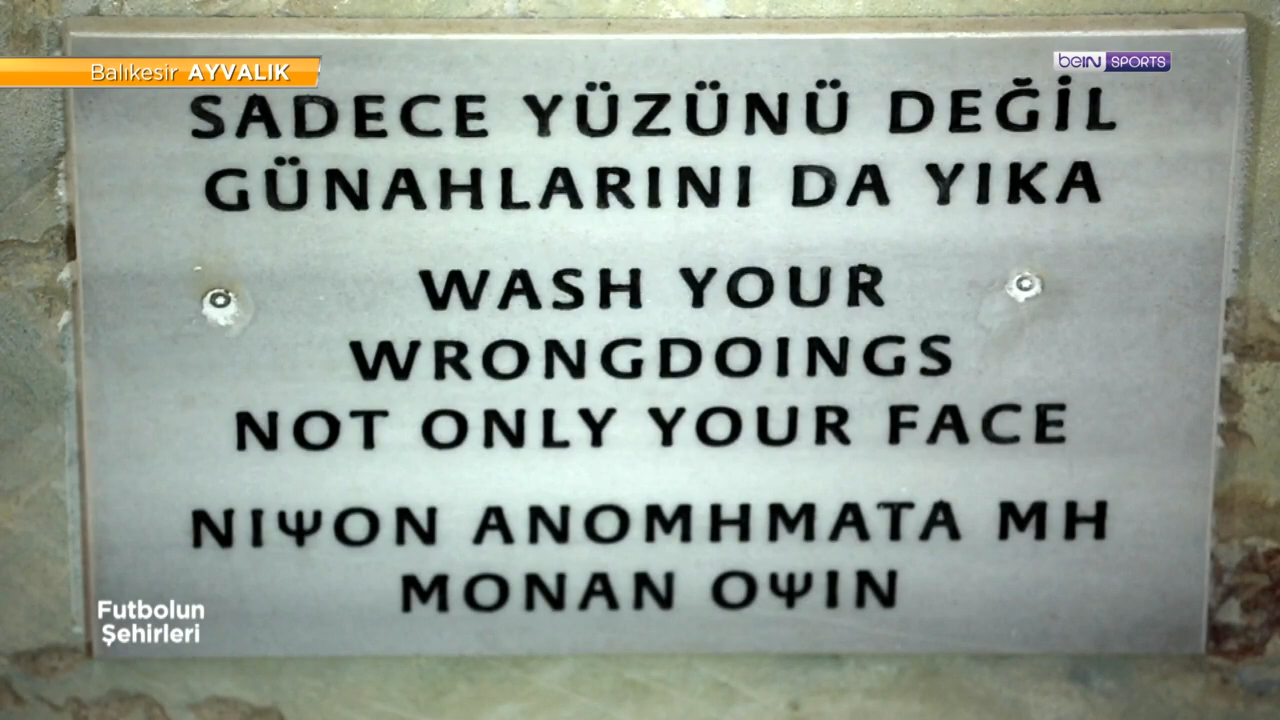 Balıkesir AYVALIK
beIN SPORTS
SADECE YÜZÜNÜ DEĞİL
GÜNAHLARINI DA YIKA
WASH YOUR
WRONGDOINGS
NOT ONLY YOUR FACE
ΝΙΨΟΝ ΑΝΟΜΗΜΑΤΑ ΜΗ
ΜΟΝΑΝ ΟΨΙΝ
Futbolun
Şehirleri